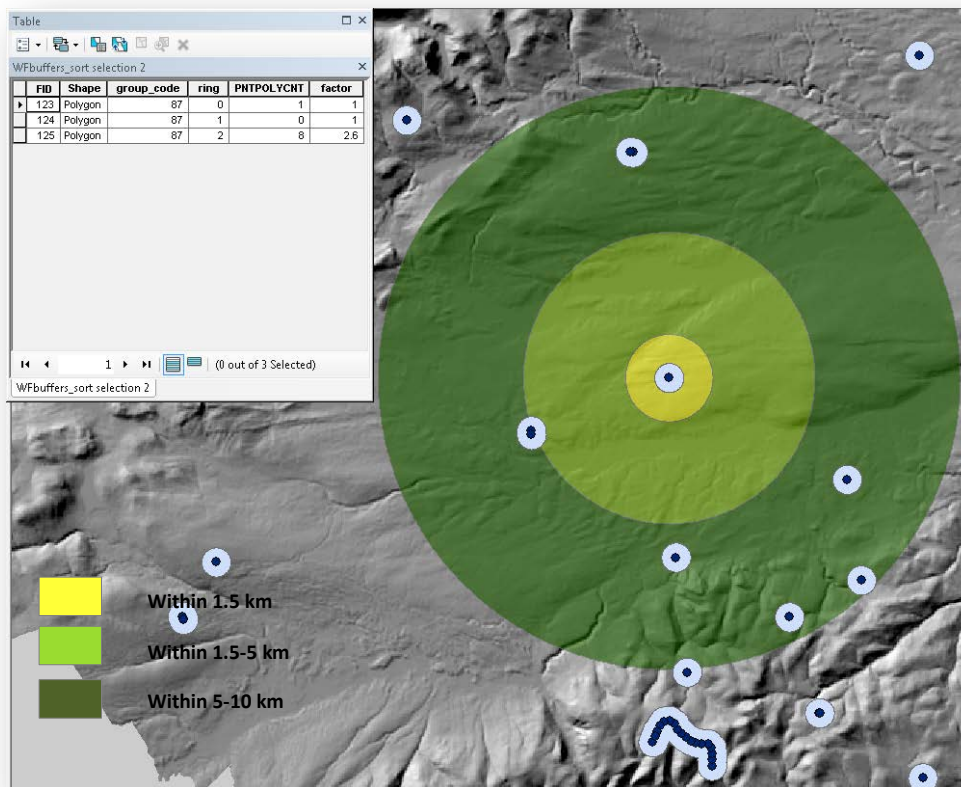 Table
WFbuffers_sort selection 2
FID Shape group_code ring PNTPOLYCNT factor
123 Polygon 87 0 1 1
124 Polygon 87 1 0 1
125 Polygon 87 2 8 2.6
1 (0 out of 3 Selected)
WFbuffers_sort selection 2
Within 1.5 km
Within 1.5-5 km
Within 5-10 km